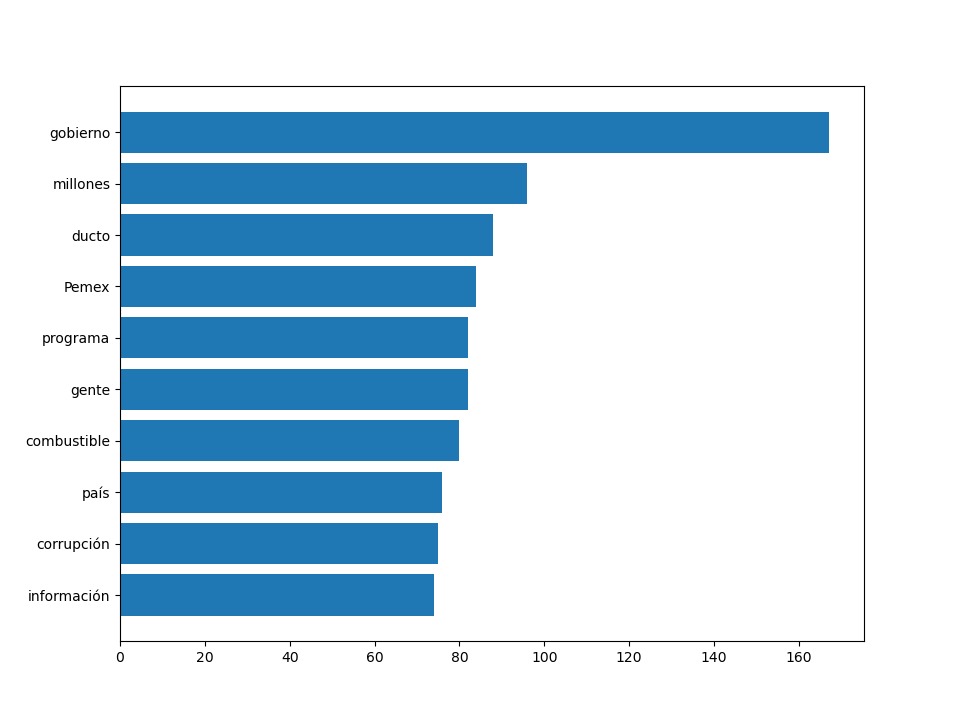 gobierno
millones
ducto
Pemex
programa
gente
combustible
país
corrupción
información
0 20 40 60 80 100 120 140 160